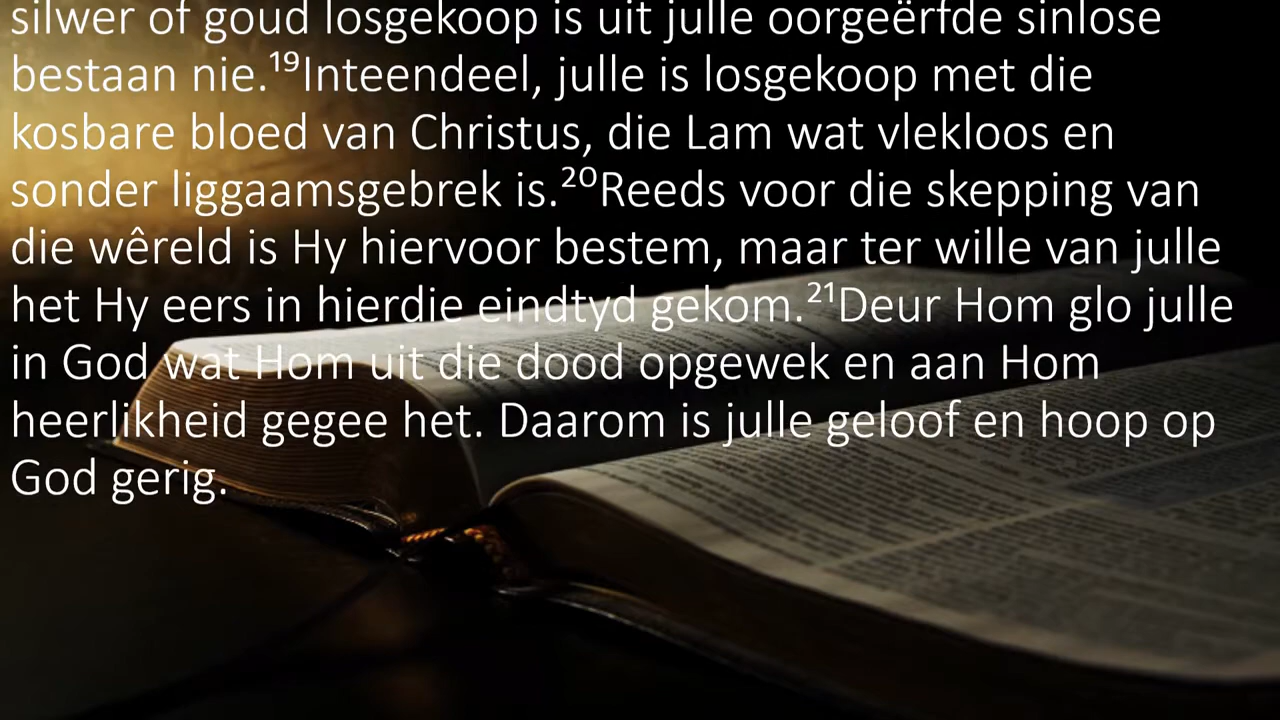 silwer of goud losgekoop is uit julle oorgeërfde sinlose
bestaan nie.¹⁹Inteendeel, julle is losgekoop met die
kosbare bloed van Christus, die Lam wat vlekloos en
sonder liggaamsgebrek is.²⁰Reeds voor die skepping van
die wêreld is Hy hiervoor bestem, maar ter wille van julle
het Hy eers in hierdie eindtyd gekom.²¹Deur Hom glo julle
in God wat Hom uit die dood opgewek en aan Hom
heerlikheid gegee het. Daarom is julle geloof en hoop op
God gerig.